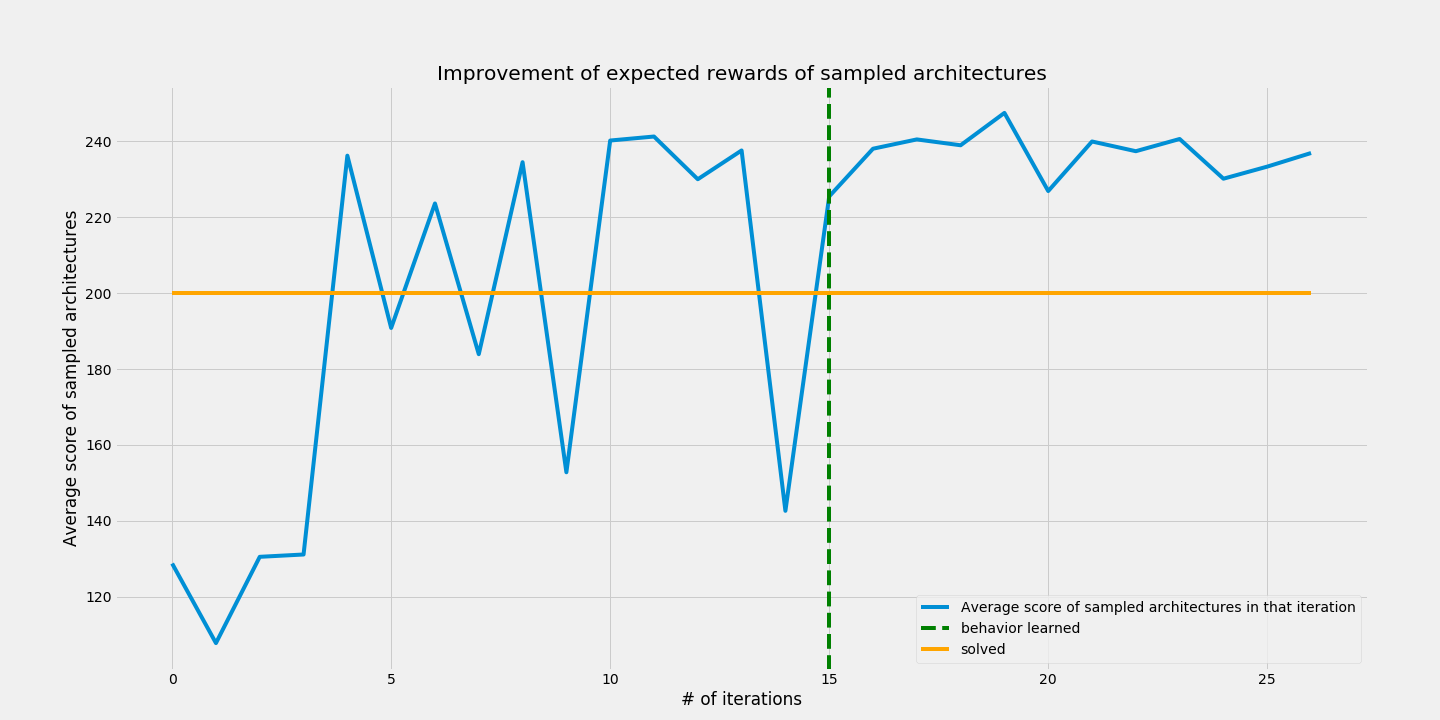 Improvement of expected rewards of sampled architectures
Average score of sampled architectures
240
220
200
180
160
140
120
Average score of sampled architectures in that iteration
behavior learned
solved
0 5 10 15 20 25
# of iterations